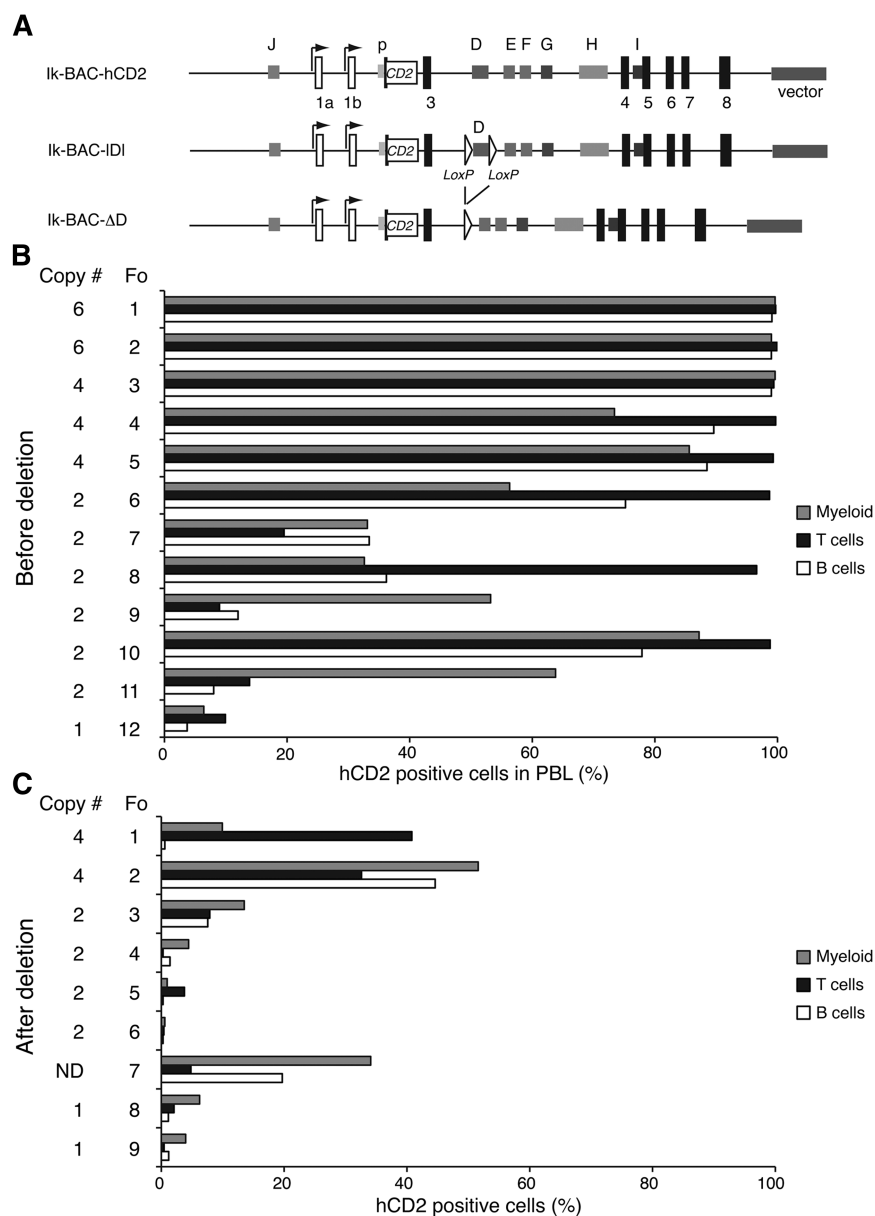 A
J p D E F G H I
Ik-BAC-hCD2 CD2
1a 1b 3 4 5 6 7 8 vector
D
Ik-BAC-lDl CD2
LoxP LoxP
Ik-BAC-ΔD CD2
B
Copy # Fo
6 1
6 2
4 3
4 4
4 5
2 6
2 7
2 8
2 9
2 10
2 11
1 12
Before deletion
Myeloid
T cells
B cells
0 20 40 60 80 100
hCD2 positive cells in PBL (%)
C
Copy # Fo
4 1
4 2
2 3
2 4
2 5
2 6
ND 7
1 8
1 9
After deletion
Myeloid
T cells
B cells
0 20 40 60 80 100
hCD2 positive cells (%)